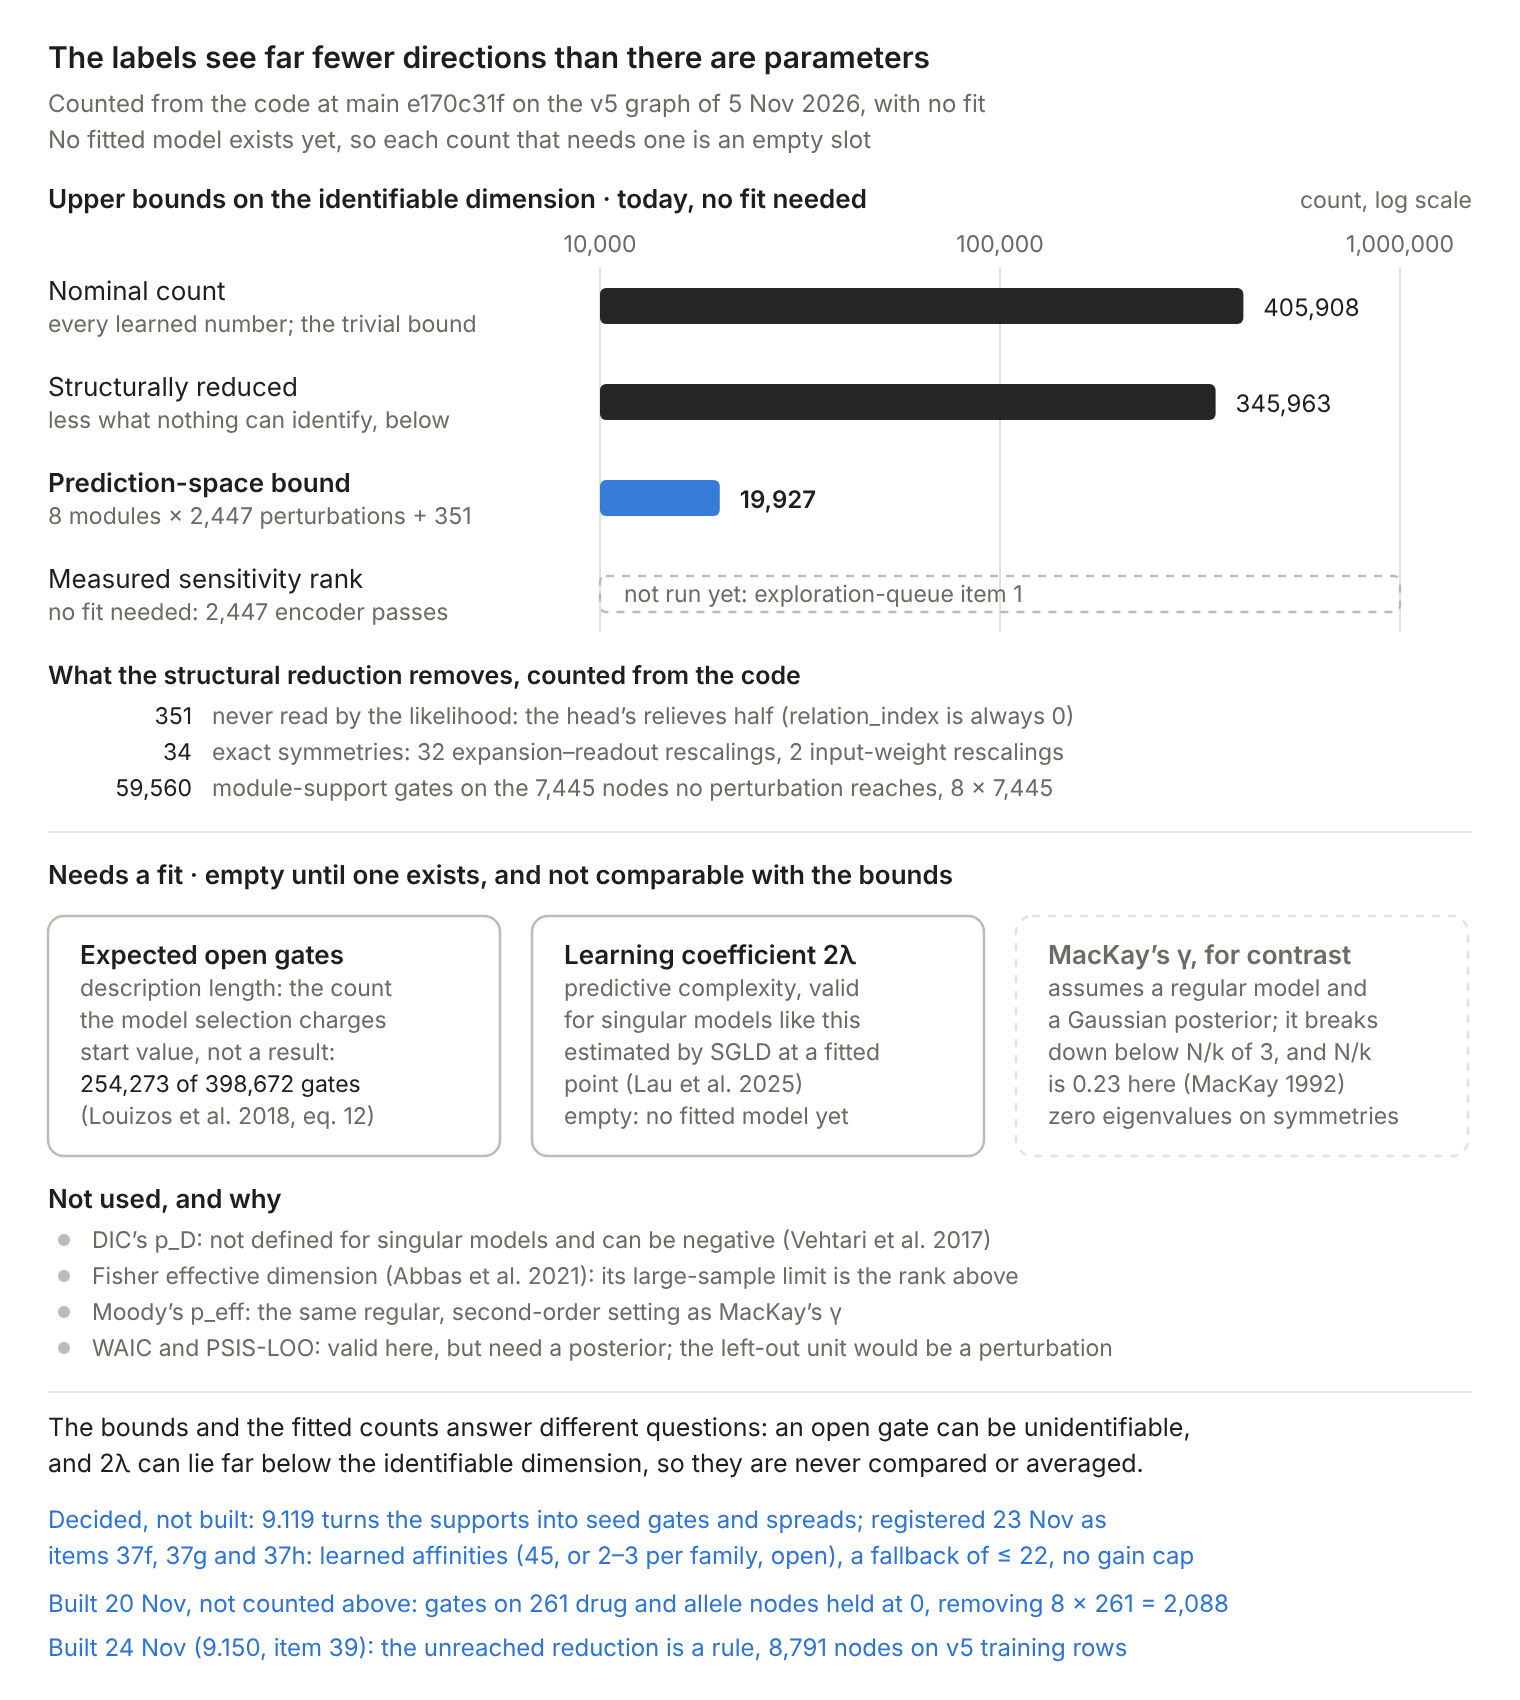 The labels see far fewer directions than there are parameters
Counted from the code at main e170c31f on the v5 graph of 5 Nov 2026, with no fit
No fitted model exists yet, so each count that needs one is an empty slot
Upper bounds on the identifiable dimension · today, no fit needed
count, log scale
10,000
100,000
1,000,000
Nominal count
every learned number; the trivial bound
405,908
Structurally reduced
less what nothing can identify, below
345,963
Prediction-space bound
8 modules × 2,447 perturbations + 351
19,927
Measured sensitivity rank
no fit needed: 2,447 encoder passes
not run yet: exploration-queue item 1
What the structural reduction removes, counted from the code
351 never read by the likelihood: the head’s relieves half (relation_index is always 0)
34 exact symmetries: 32 expansion–readout rescalings, 2 input-weight rescalings
59,560 module-support gates on the 7,445 nodes no perturbation reaches, 8 × 7,445
Needs a fit · empty until one exists, and not comparable with the bounds
Expected open gates
description length: the count
the model selection charges
start value, not a result:
254,273 of 398,672 gates
(Louizos et al. 2018, eq. 12)
Learning coefficient 2λ
predictive complexity, valid
for singular models like this
estimated by SGLD at a fitted
point (Lau et al. 2025)
empty: no fitted model yet
MacKay’s γ, for contrast
assumes a regular model and
a Gaussian posterior; it breaks
down below N/k of 3, and N/k
is 0.23 here (MacKay 1992)
zero eigenvalues on symmetries
Not used, and why
DIC’s p_D: not defined for singular models and can be negative (Vehtari et al. 2017)
Fisher effective dimension (Abbas et al. 2021): its large-sample limit is the rank above
Moody’s p_eff: the same regular, second-order setting as MacKay’s γ
WAIC and PSIS-LOO: valid here, but need a posterior; the left-out unit would be a perturbation
The bounds and the fitted counts answer different questions: an open gate can be unidentifiable,
and 2λ can lie far below the identifiable dimension, so they are never compared or averaged.
Decided, not built: 9.119 turns the supports into seed gates and spreads; registered 23 Nov as
items 37f, 37g and 37h: learned affinities (45, or 2–3 per family, open), a fallback of ≤ 22, no gain cap
Built 20 Nov, not counted above: gates on 261 drug and allele nodes held at 0, removing 8 × 261 = 2,088
Built 24 Nov (9.150, item 39): the unreached reduction is a rule, 8,791 nodes on v5 training rows